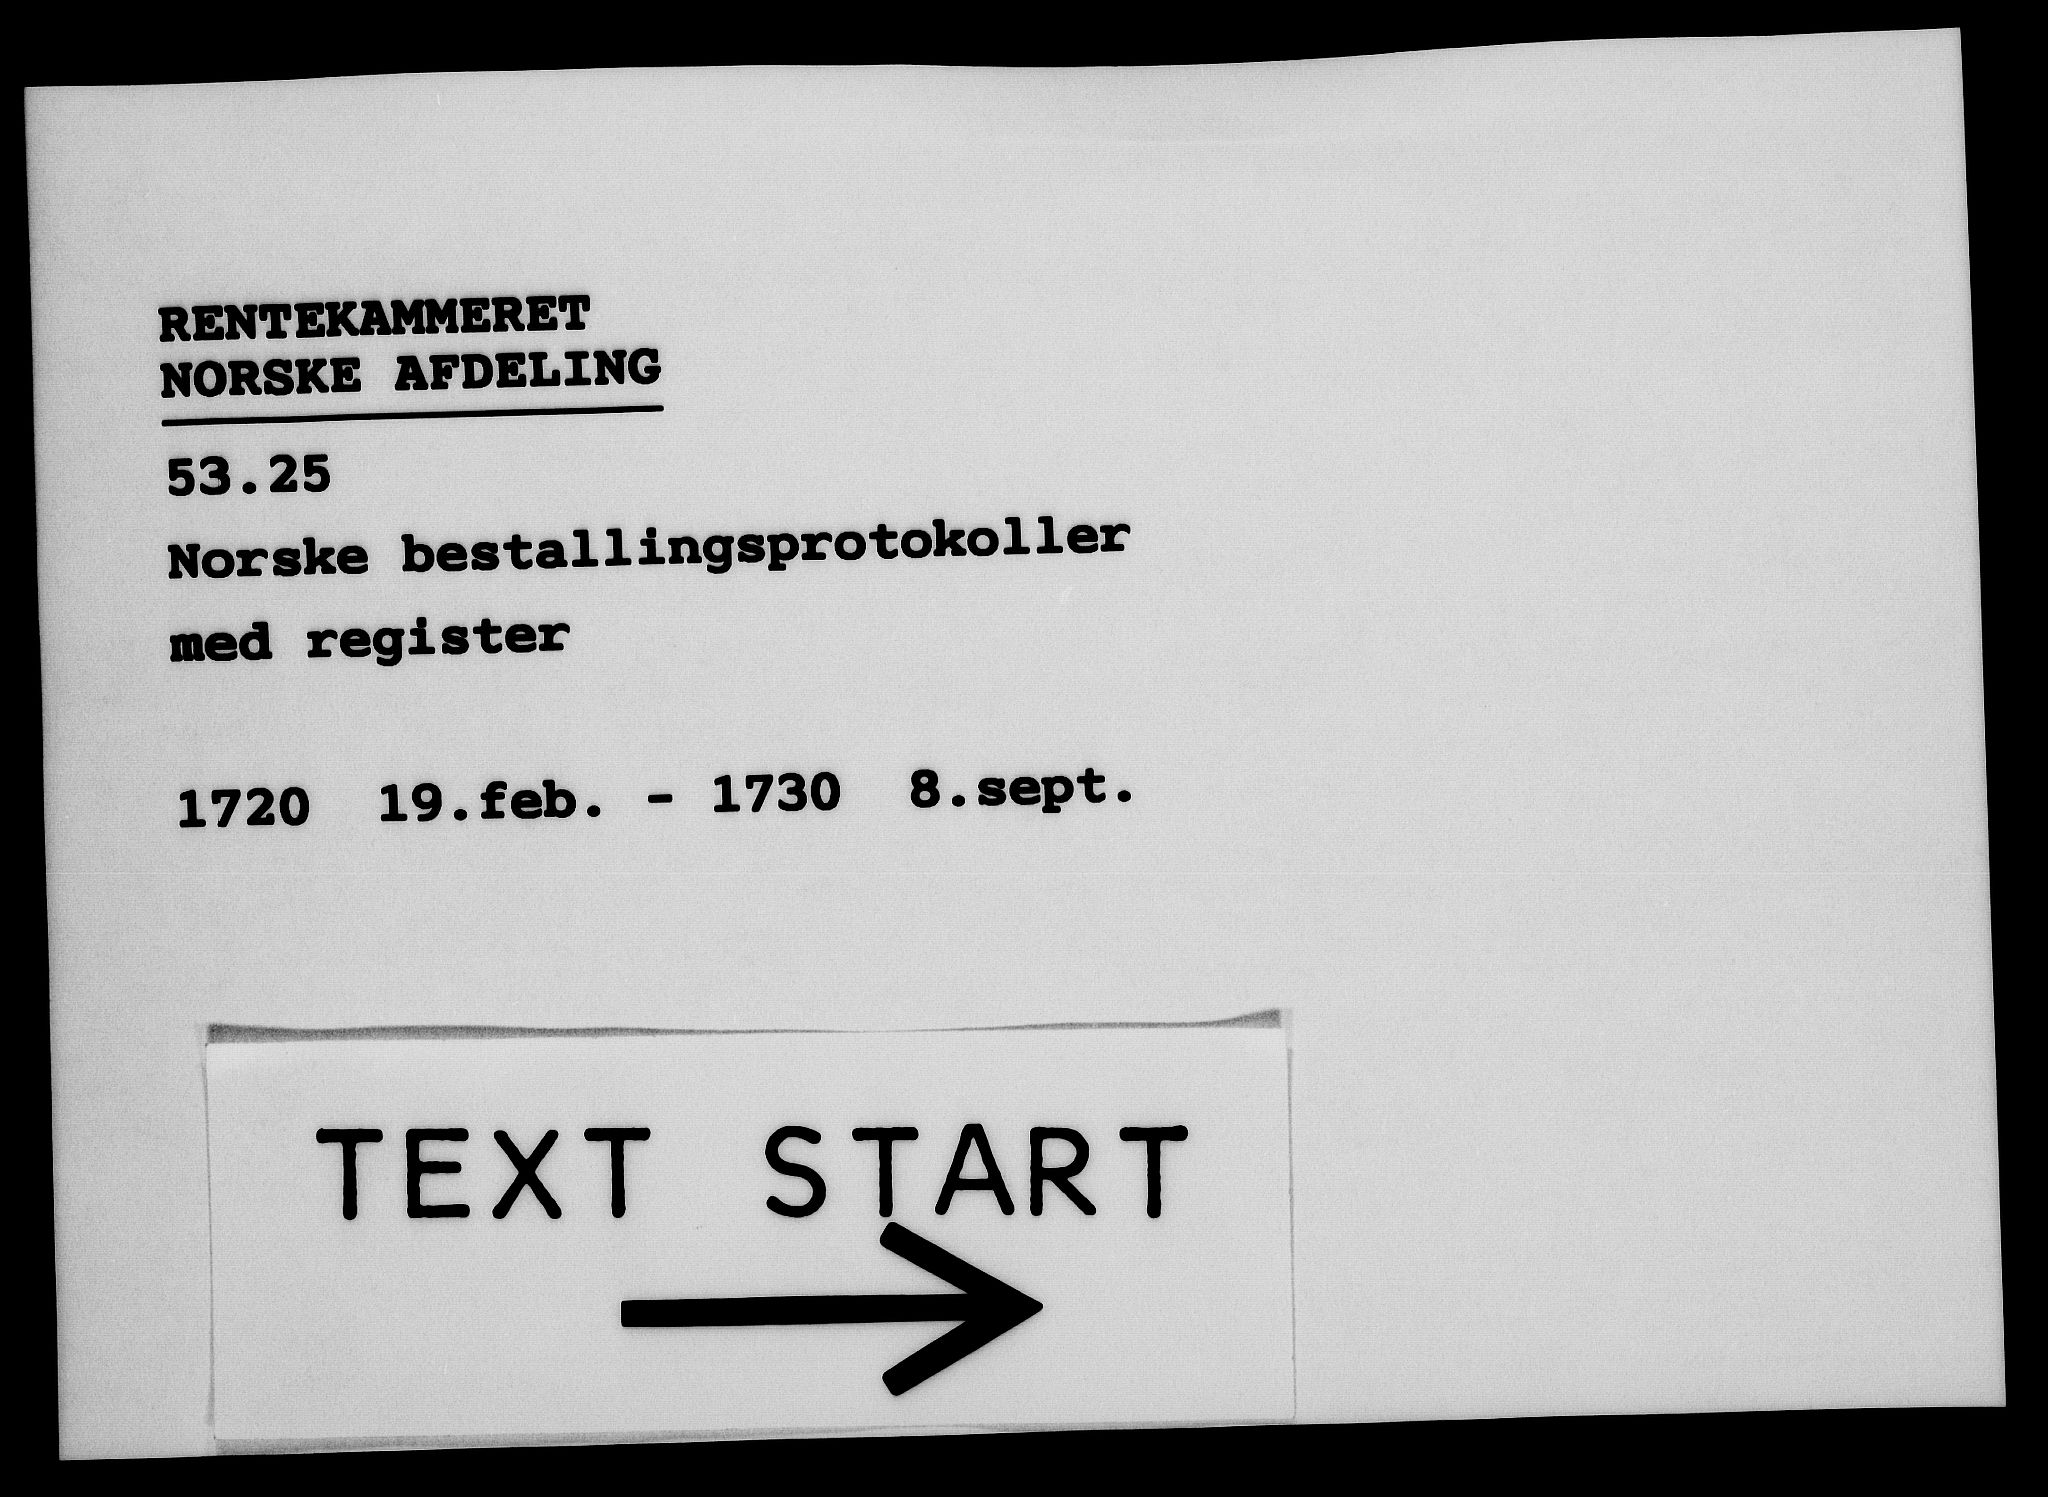 RENTEKAMMERET
NORSKE AFDELING
53.25
Norske bestallingsprotokoller
med register
1720 19.feb. - 1730 8.sept.
TEXT START